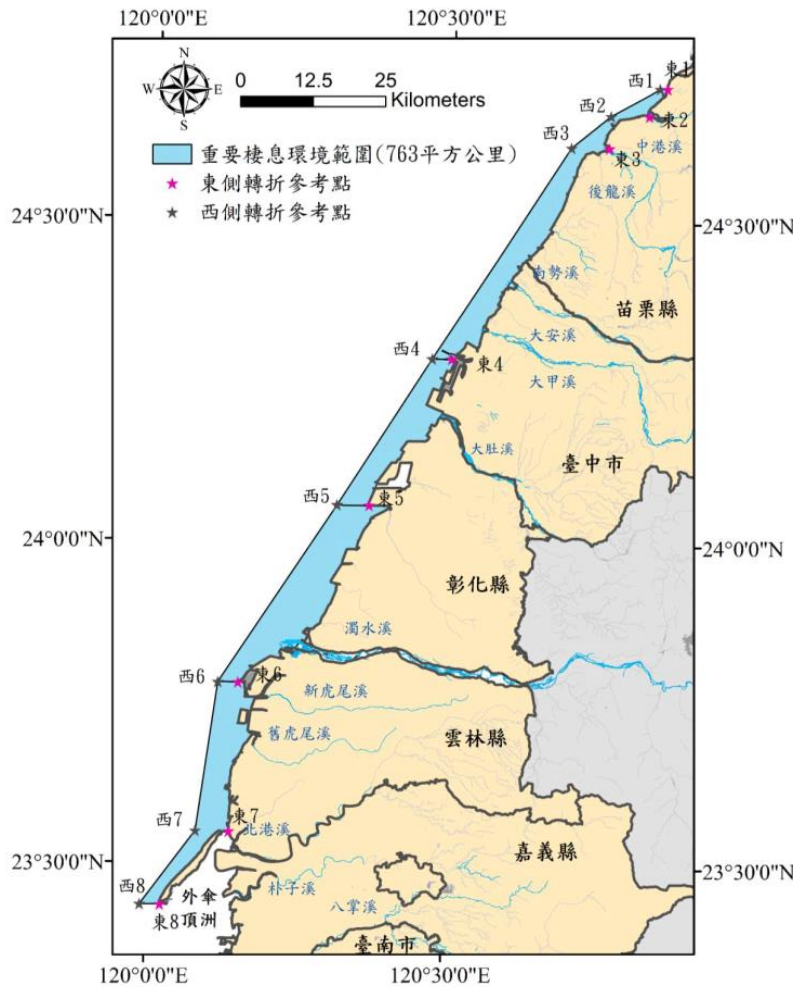 120°0'0"E
120°30'0"E
N
W
E
S
0
12.5
25
Kilometers
重要棲息環境範圍(763平方公里)
東側轉折參考點
西側轉折參考點
西1
東1
西2
東2
西3
東3
中港溪
後龍溪
24°30'0"N
24°30'0"N
南勢溪
苗栗縣
大安溪
西4
東4
大甲溪
大肚溪
臺中市
西5
東5
24°0'0"N
24°0'0"N
彰化縣
濁水溪
西6
東6
新虎尾溪
舊虎尾溪
雲林縣
西7
東7
北港溪
嘉義縣
23°30'0"N
23°30'0"N
西8
東8
外傘
頂洲
朴子溪
八掌溪
臺南市
120°0'0"E
120°30'0"E